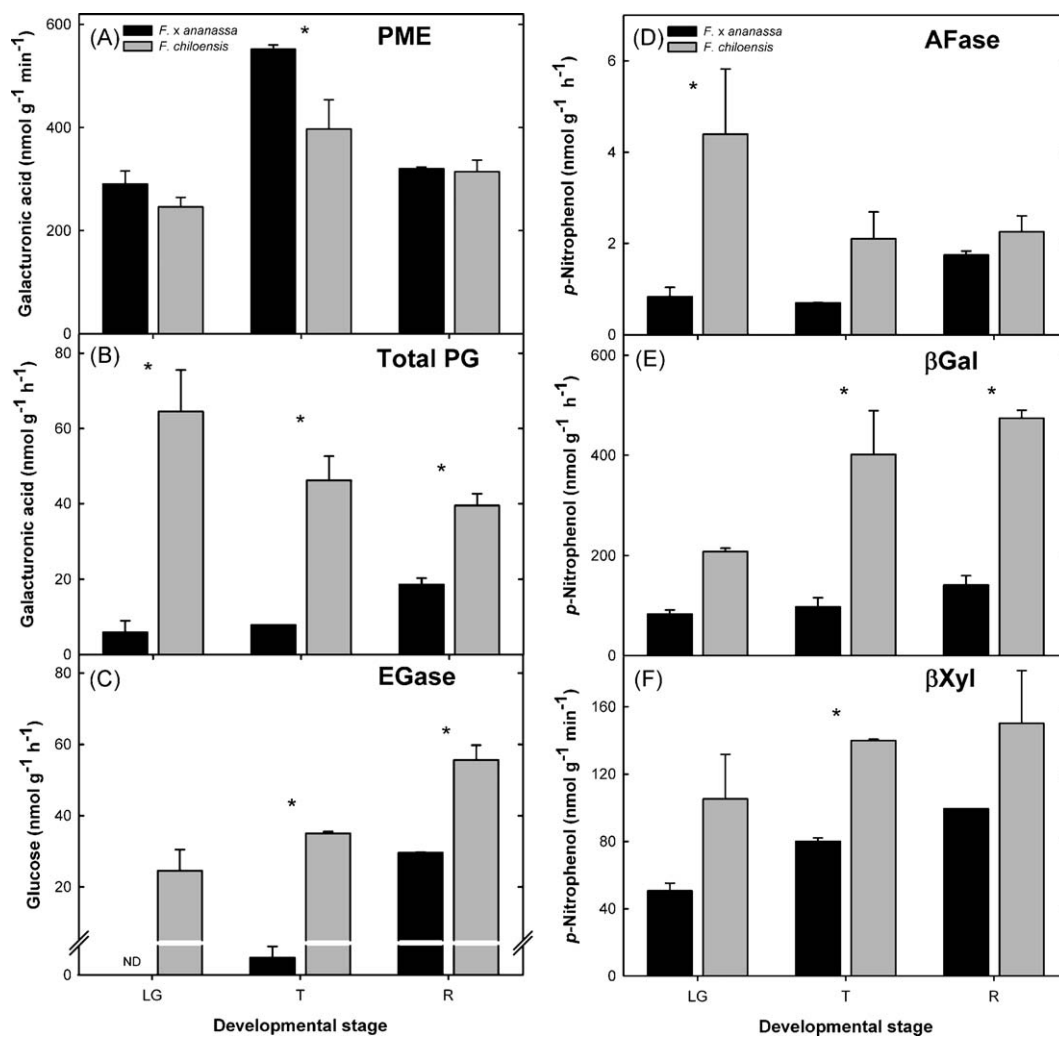 (A)
F. x ananassa
F. chiloensis
PME
*
Galacturonic acid (nmol g⁻¹ min⁻¹)
600
400
200
0
(B)
Total PG
*
*
*
Galacturonic acid (nmol g⁻¹ h⁻¹)
80
60
40
20
0
(C)
EGase
*
*
ND
Glucose (nmol g⁻¹ h⁻¹)
80
60
40
20
0
LG T R
Developmental stage
(D)
F. x ananassa
F. chiloensis
AFase
*
p-Nitrophenol (nmol g⁻¹ h⁻¹)
6
4
2
0
(E)
βGal
*
*
p-Nitrophenol (nmol g⁻¹ h⁻¹)
600
400
200
0
(F)
βXyl
*
p-Nitrophenol (nmol g⁻¹ min⁻¹)
160
120
80
40
0
LG T R
Developmental stage